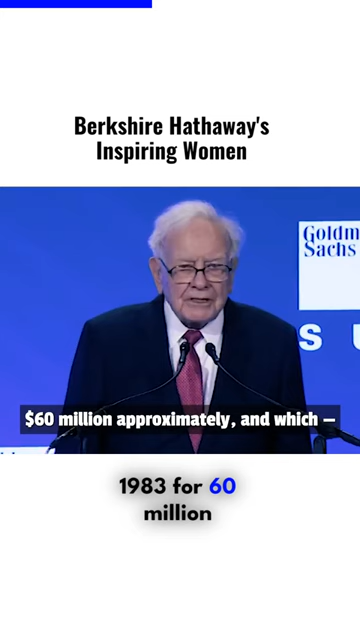 Berkshire Hathaway's
Inspiring Women
Goldm
Sachs
S U
$60 million approximately, and which —
1983 for 60
million